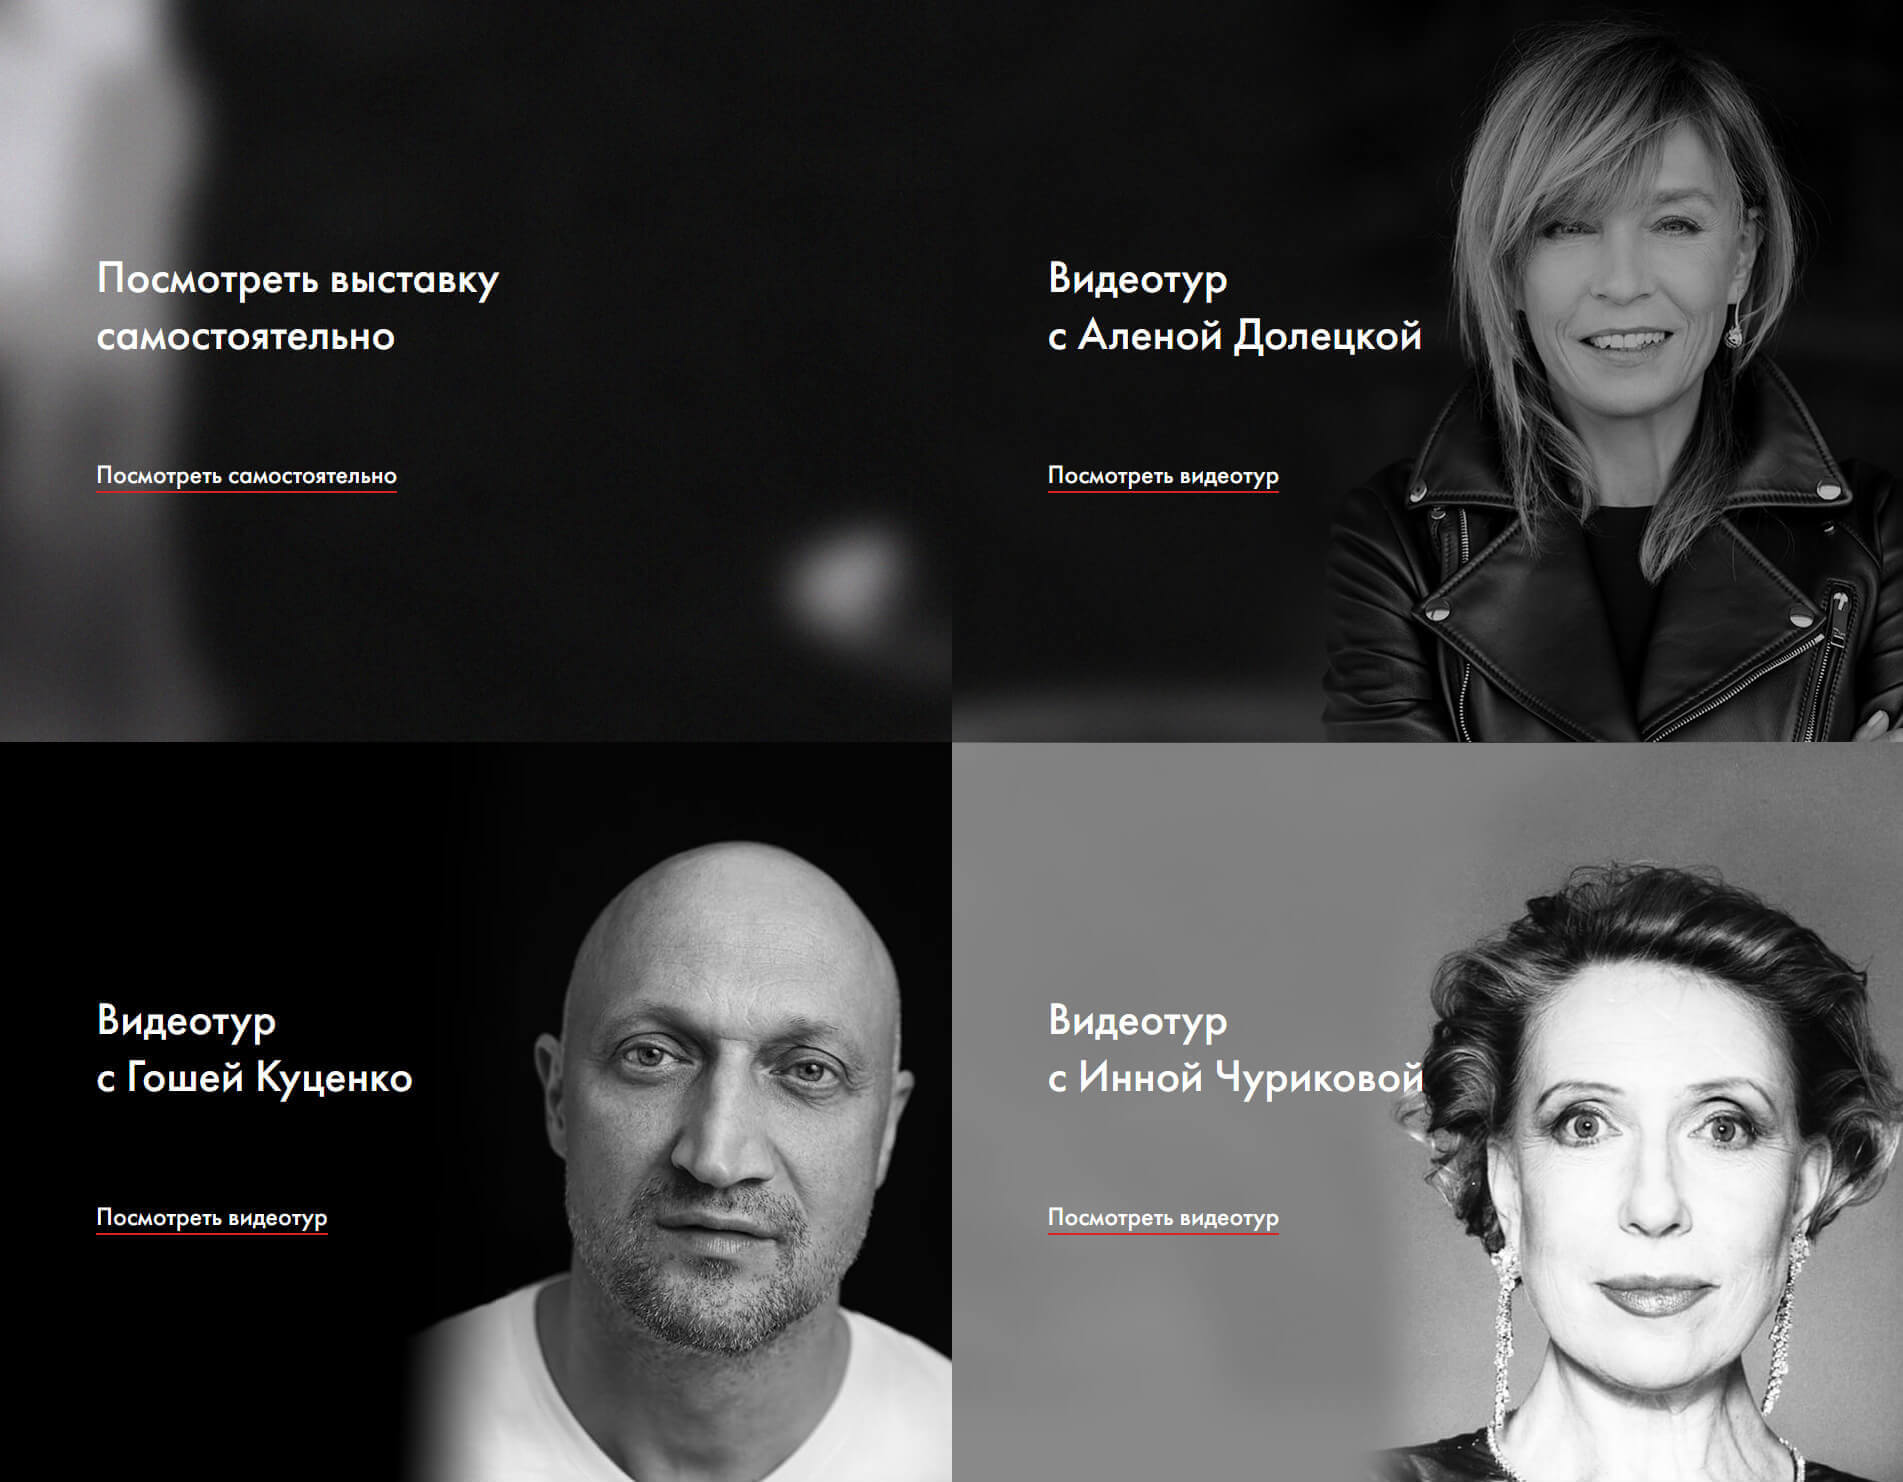 Посмотреть выставку
самостоятельно
Посмотреть самостоятельно
Видеотур
с Аленой Долецкой
Посмотреть видеотур
Видеотур
с Гошей Куценко
Посмотреть видеотур
Видеотур
с Инной Чуриковой
Посмотреть видеотур